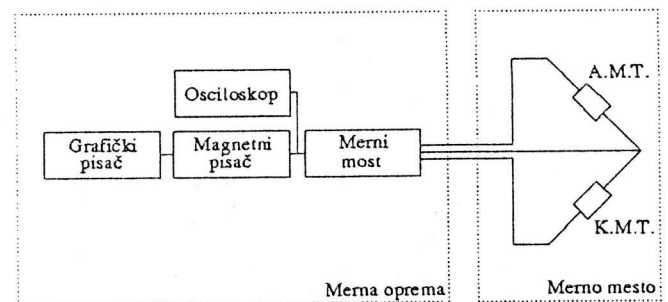 A.M.T.
Osciloskop
Grafički
pisač
Magnetni
pisač
Merni
most
K.M.T.
Merna oprema
Merno mesto